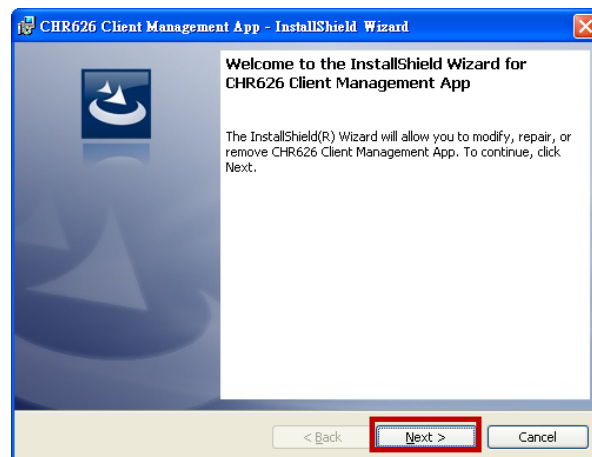 CHR626 Client Management App - InstallShield Wizard
Welcome to the InstallShield Wizard for
CHR626 Client Management App
The InstallShield(R) Wizard will allow you to modify, repair, or
remove CHR626 Client Management App. To continue, click
Next.
< Back Next > Cancel